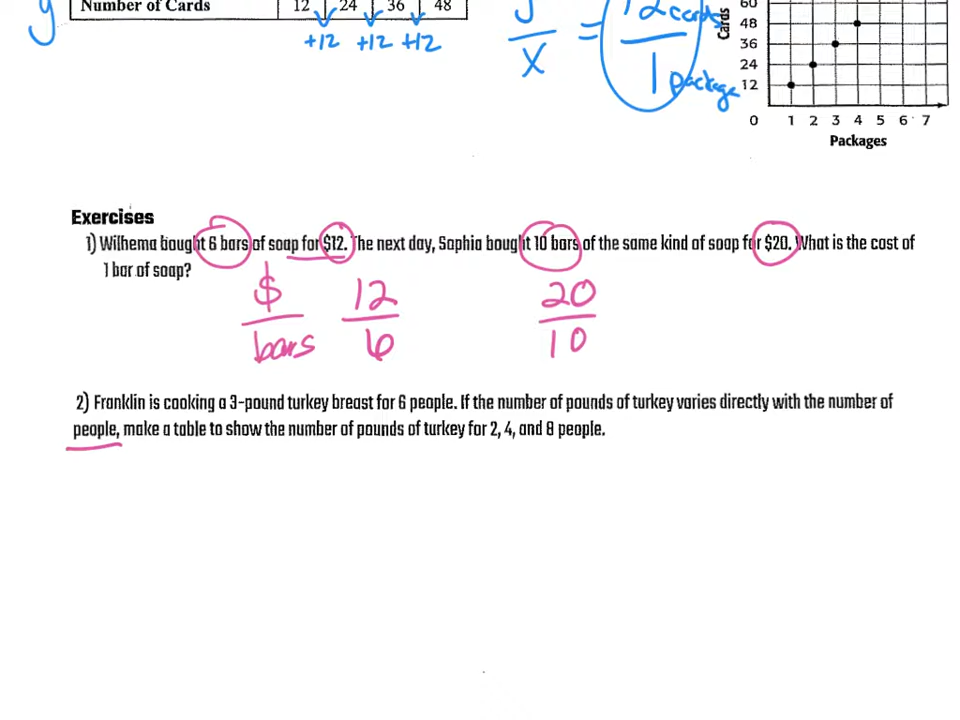 y Number of Cards 12 24 36 48
+12 +12 +12
y/x = 12 cards/1 package
Cards
60
48
36
24
12
0 1 2 3 4 5 6 7
Packages
Exercises
1) Wilhema bought 6 bars of soap for $12. The next day, Sophia bought 10 bars of the same kind of soap for $20. What is the cost of
1 bar of soap?
$/bars 12/6 20/10
2) Franklin is cooking a 3-pound turkey breast for 6 people. If the number of pounds of turkey varies directly with the number of
people, make a table to show the number of pounds of turkey for 2, 4, and 8 people.